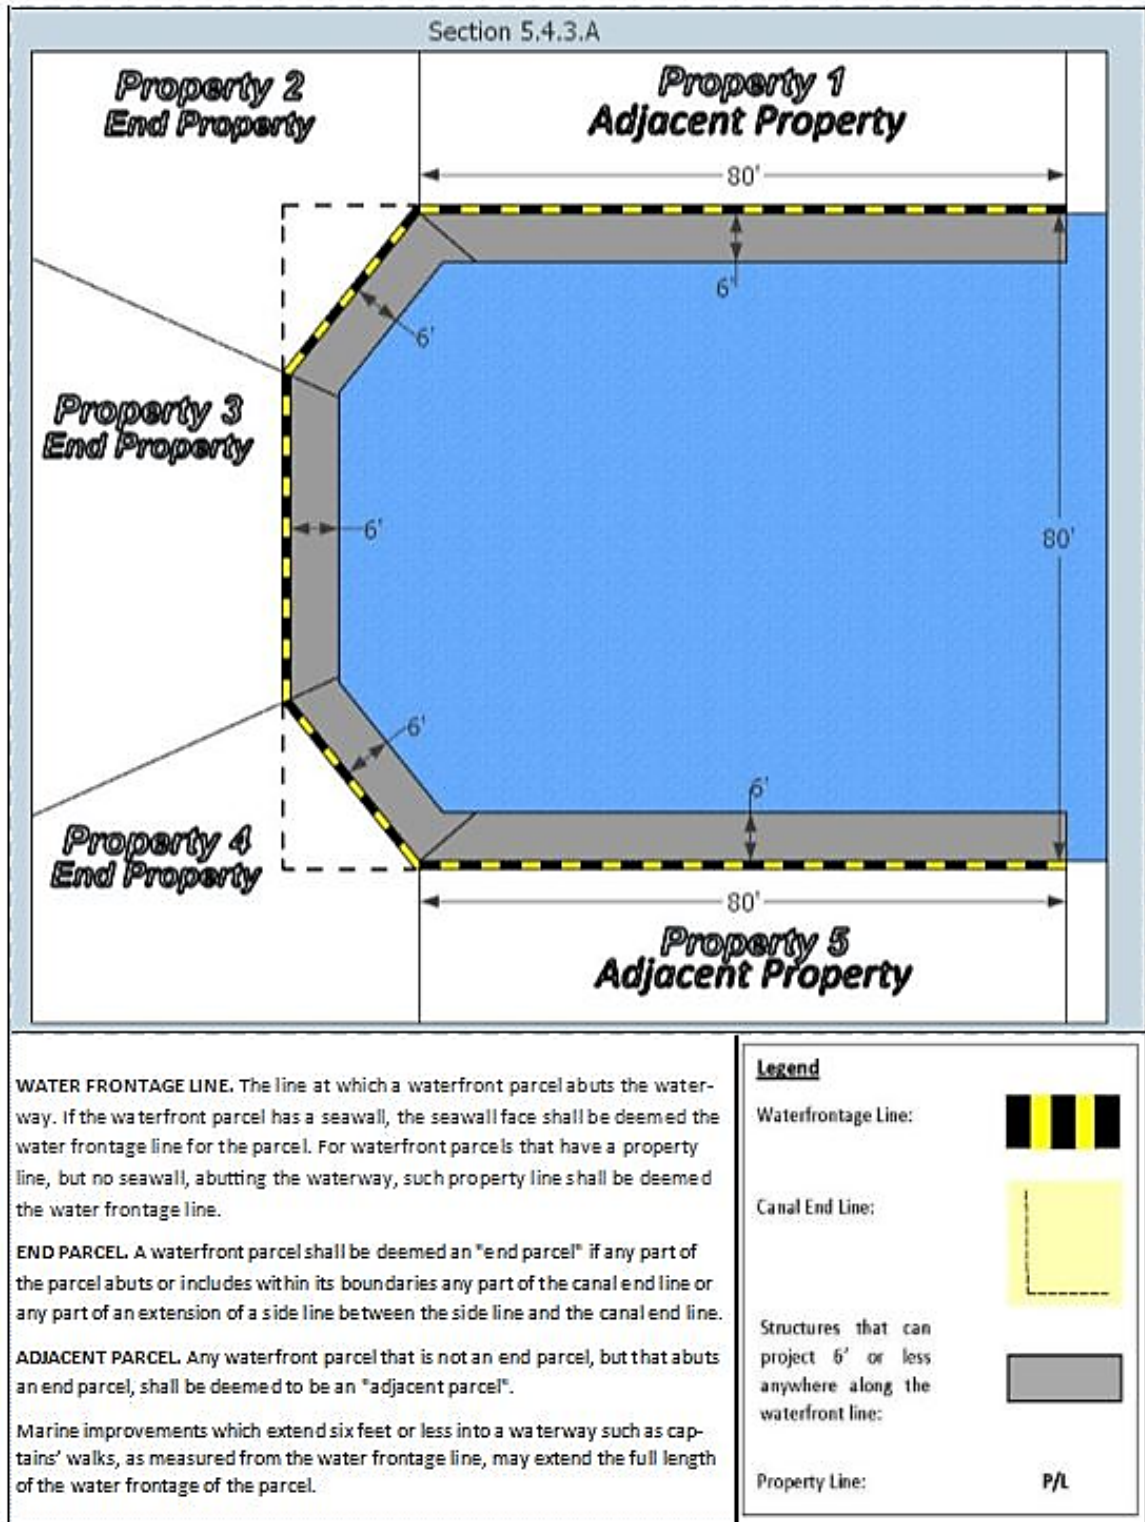 Section 5.4.3.A
Property 2
End Property
Property 1
Adjacent Property
80'
6'
6'
Property 3
End Property
6'
80'
6'
6'
Property 4
End Property
80'
Property 5
Adjacent Property
WATER FRONTAGE LINE. The line at which a waterfront parcel abuts the water-
way. If the waterfront parcel has a seawall, the seawall face shall be deemed the
water frontage line for the parcel. For waterfront parcels that have a property
line, but no seawall, abutting the waterway, such property line shall be deemed
the water frontage line.
END PARCEL. A waterfront parcel shall be deemed an "end parcel" if any part of
the parcel abuts or includes within its boundaries any part of the canal end line or
any part of an extension of a side line between the side line and the canal end line.
ADJACENT PARCEL. Any waterfront parcel that is not an end parcel, but that abuts
an end parcel, shall be deemed to be an "adjacent parcel".
Marine improvements which extend six feet or less into a waterway such as cap-
tains' walks, as measured from the water frontage line, may extend the full length
of the water frontage of the parcel.
Legend
Waterfrontage Line:
Canal End Line:
Structures that can
project 6' or less
anywhere along the
waterfront line:
Property Line: P/L